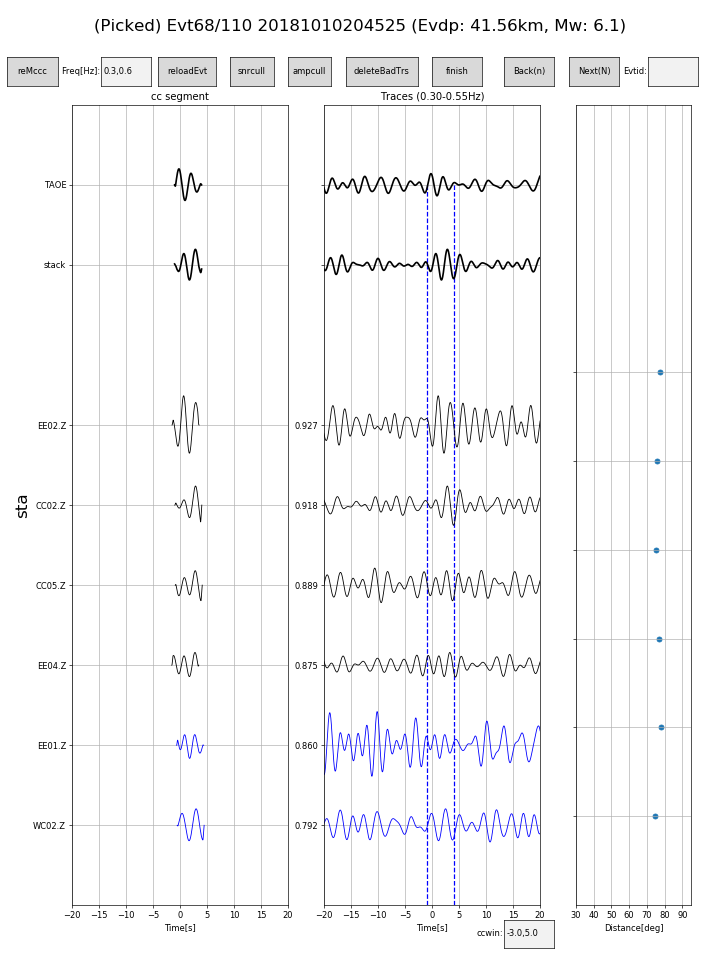 (Picked) Evt68/110 20181010204525 (Evdp: 41.56km, Mw: 6.1)
reMccc Freq[Hz]: 0.3,0.6 reloadEvt snrcull ampcull deleteBadTrs finish Back(n) Next(N) Evtid:
cc segment Traces (0.30-0.55Hz)
TAOE
stack
EE02.Z 0.927
sta
CC02.Z 0.918
CC05.Z 0.889
EE04.Z 0.875
EE01.Z 0.860
WC02.Z 0.792
−20 −15 −10 −5 0 5 10 15 20 −20 −15 −10 −5 0 5 10 15 20 30 40 50 60 70 80 90
Time[s] Time[s] Distance[deg]
ccwin: -3.0,5.0